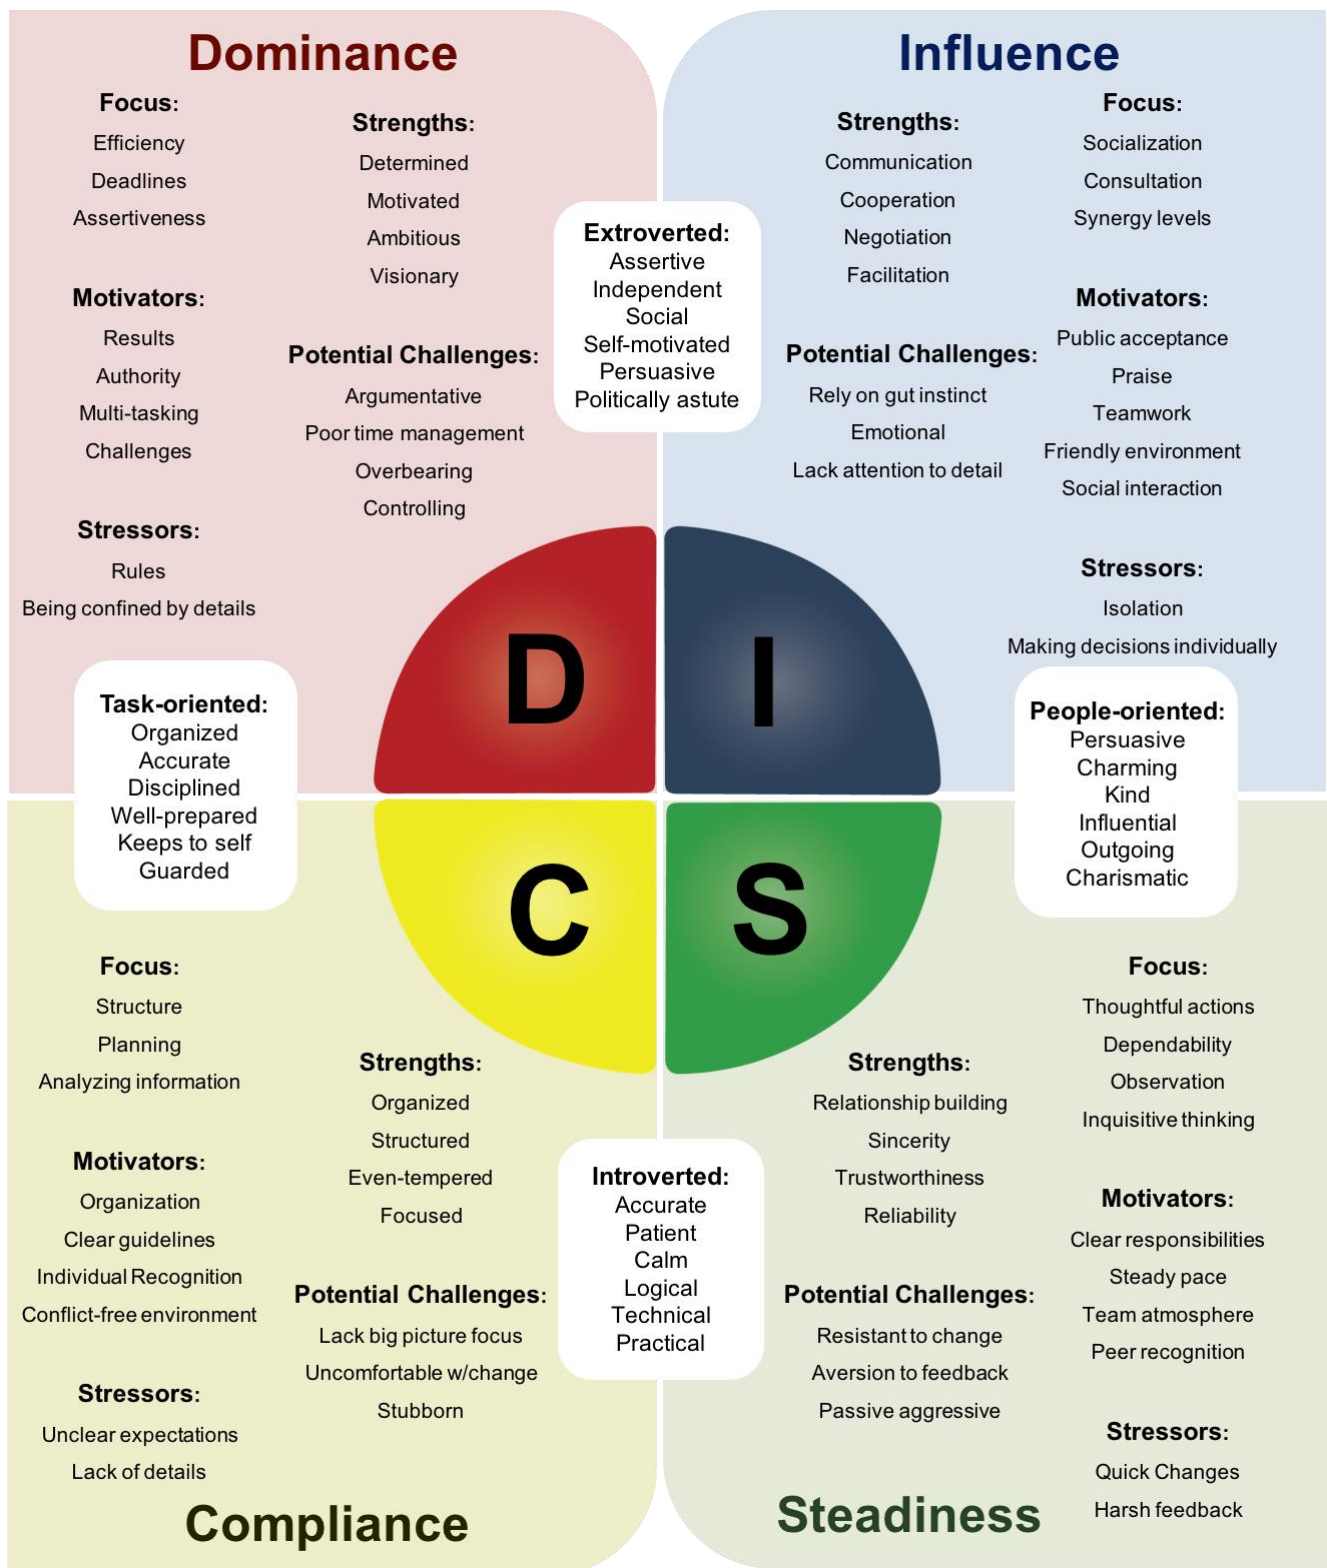 Dominance
Focus:
Efficiency
Deadlines
Assertiveness
Motivators:
Results
Authority
Multi-tasking
Challenges
Stressors:
Rules
Being confined by details
Strengths:
Determined
Motivated
Ambitious
Visionary
Potential Challenges:
Argumentative
Poor time management
Overbearing
Controlling
Extroverted:
Assertive
Independent
Social
Self-motivated
Persuasive
Politically astute
Influence
Strengths:
Communication
Cooperation
Negotiation
Facilitation
Potential Challenges:
Rely on gut instinct
Emotional
Lack attention to detail
Focus:
Socialization
Consultation
Synergy levels
Motivators:
Public acceptance
Praise
Teamwork
Friendly environment
Social interaction
Stressors:
Isolation
Making decisions individually
D
I
Task-oriented:
Organized
Accurate
Disciplined
Well-prepared
Keeps to self
Guarded
People-oriented:
Persuasive
Charming
Kind
Influential
Outgoing
Charismatic
C
S
Focus:
Structure
Planning
Analyzing information
Motivators:
Organization
Clear guidelines
Individual Recognition
Conflict-free environment
Stressors:
Unclear expectations
Lack of details
Strengths:
Organized
Structured
Even-tempered
Focused
Potential Challenges:
Lack big picture focus
Uncomfortable w/change
Stubborn
Compliance
Introverted:
Accurate
Patient
Calm
Logical
Technical
Practical
Strengths:
Relationship building
Sincerity
Trustworthiness
Reliability
Potential Challenges:
Resistant to change
Aversion to feedback
Passive aggressive
Focus:
Thoughtful actions
Dependability
Observation
Inquisitive thinking
Motivators:
Clear responsibilities
Steady pace
Team atmosphere
Peer recognition
Stressors:
Quick Changes
Harsh feedback
Steadiness